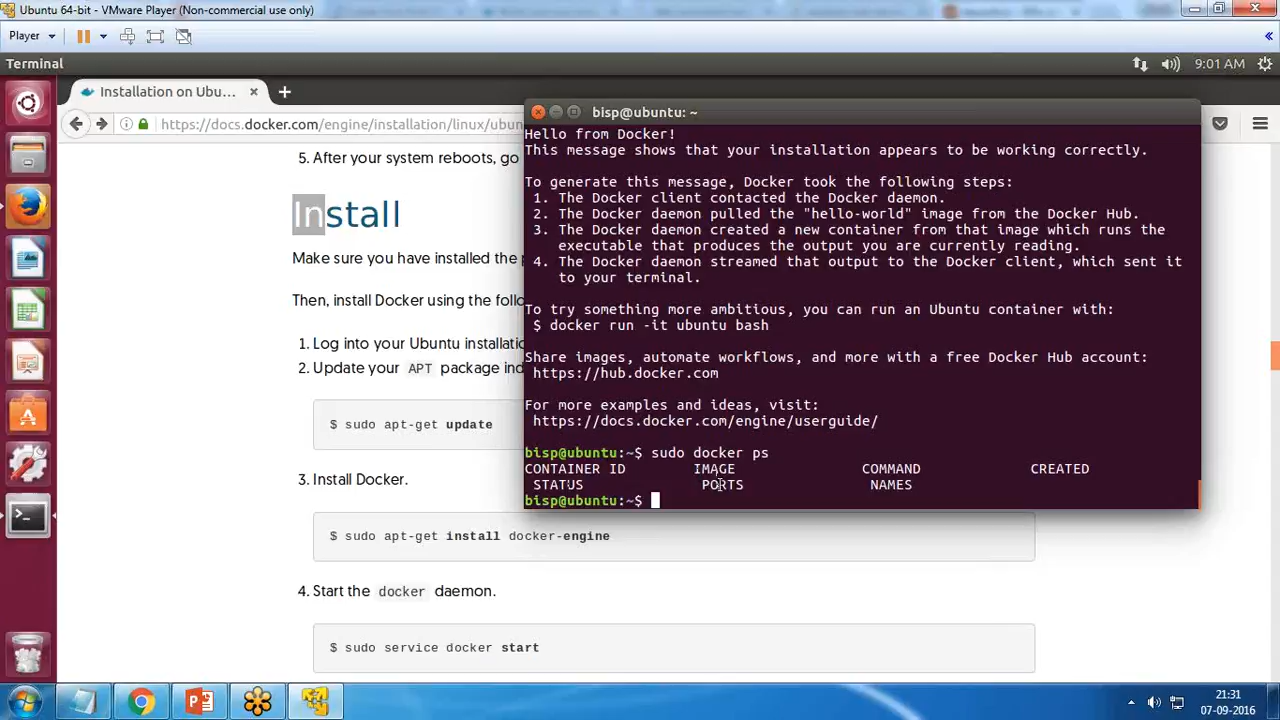 Ubuntu 64-bit - VMware Player (Non-commercial use only)
Player
Terminal
9:01 AM
Installation on Ubu...
https://docs.docker.com/engine/installation/linux/ubun
5. After your system reboots, go
Install
Make sure you have installed the p
Then, install Docker using the follo
1. Log into your Ubuntu installatio
2. Update your APT package ind
$ sudo apt-get update
3. Install Docker.
$ sudo apt-get install docker-engine
4. Start the docker daemon.
$ sudo service docker start
bisp@ubuntu: ~
Hello from Docker!
This message shows that your installation appears to be working correctly.
To generate this message, Docker took the following steps:
1. The Docker client contacted the Docker daemon.
2. The Docker daemon pulled the "hello-world" image from the Docker Hub.
3. The Docker daemon created a new container from that image which runs the
executable that produces the output you are currently reading.
4. The Docker daemon streamed that output to the Docker client, which sent it
to your terminal.
To try something more ambitious, you can run an Ubuntu container with:
$ docker run -it ubuntu bash
Share images, automate workflows, and more with a free Docker Hub account:
https://hub.docker.com
For more examples and ideas, visit:
https://docs.docker.com/engine/userguide/
bisp@ubuntu:~$ sudo docker ps
CONTAINER ID IMAGE COMMAND CREATED
STATUS PORTS NAMES
bisp@ubuntu:~$
21:31
07-09-2016